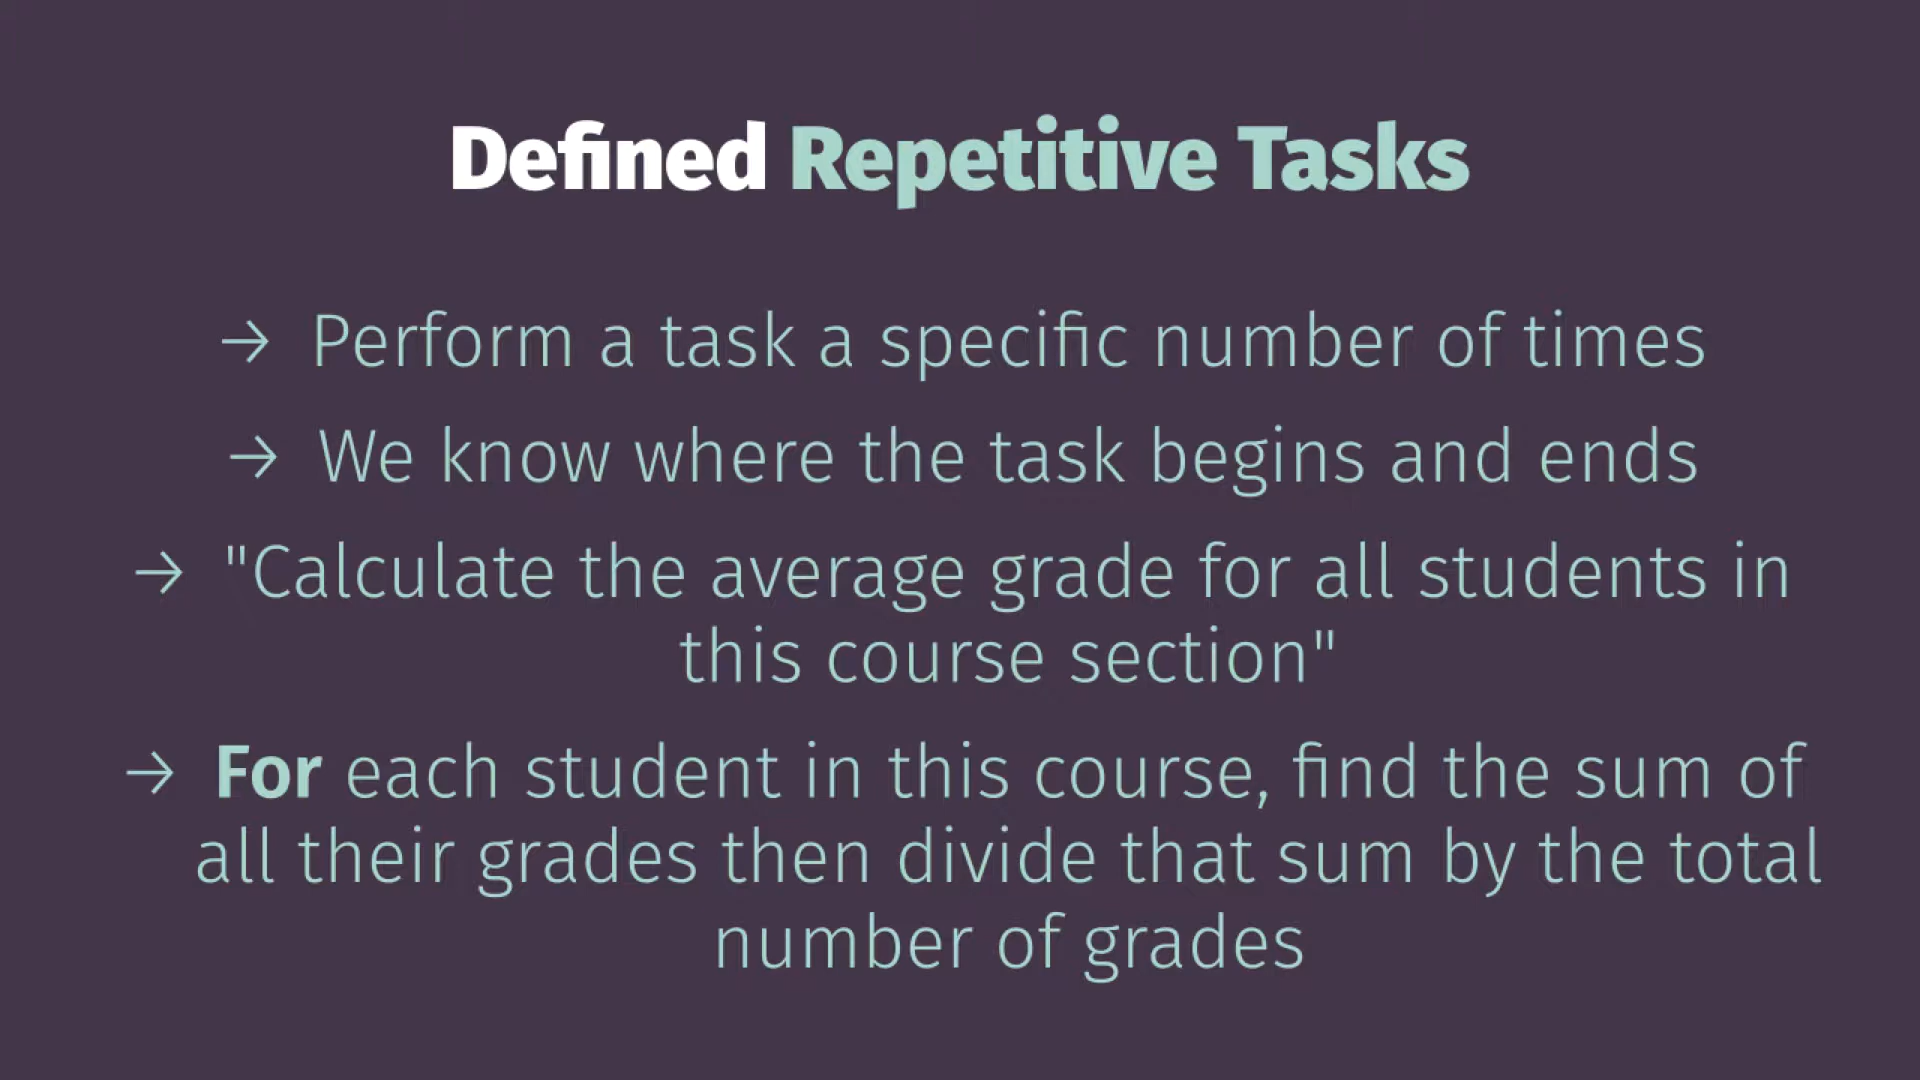 Defined Repetitive Tasks
→ Perform a task a specific number of times
→ We know where the task begins and ends
→ "Calculate the average grade for all students in
this course section"
→ For each student in this course, find the sum of
all their grades then divide that sum by the total
number of grades